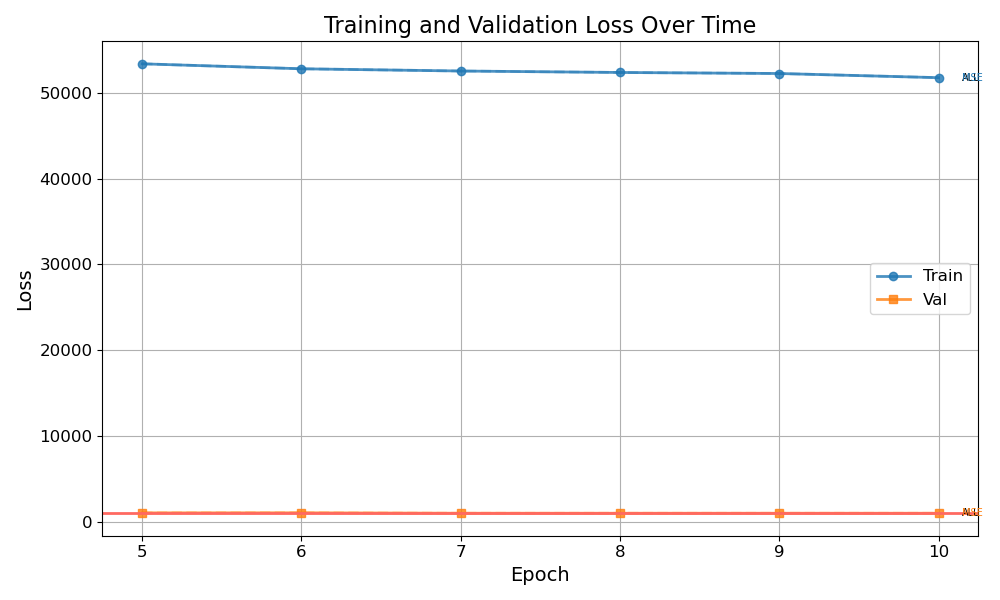 Training and Validation Loss Over Time
50000
40000
30000
20000
10000
0
Loss
Train
Val
5 6 7 8 9 10
Epoch